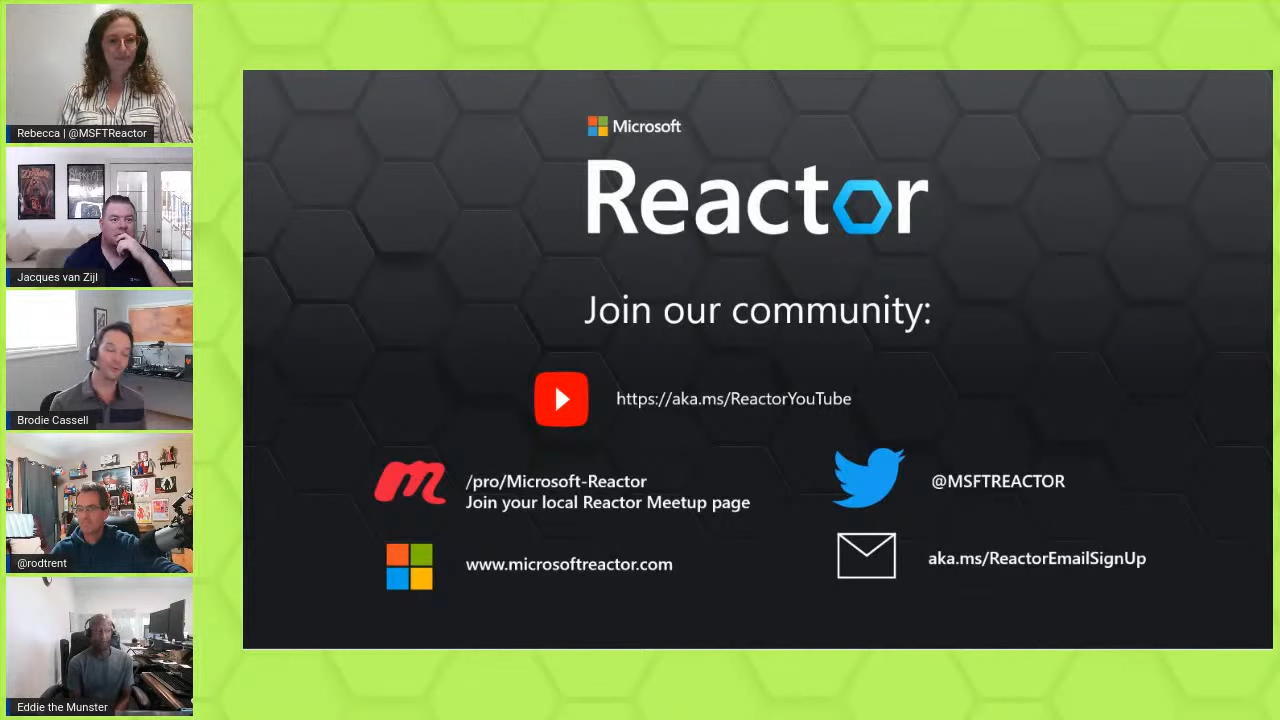 Rebecca | @MSFTReactor
Jacques van Zijl
Brodie Cassell
@rodtrent
Eddie the Munster
Microsoft
Reactor
Join our community:
https://aka.ms/ReactorYouTube
/pro/Microsoft-Reactor
Join your local Reactor Meetup page
@MSFTREACTOR
www.microsoftreactor.com
aka.ms/ReactorEmailSignUp